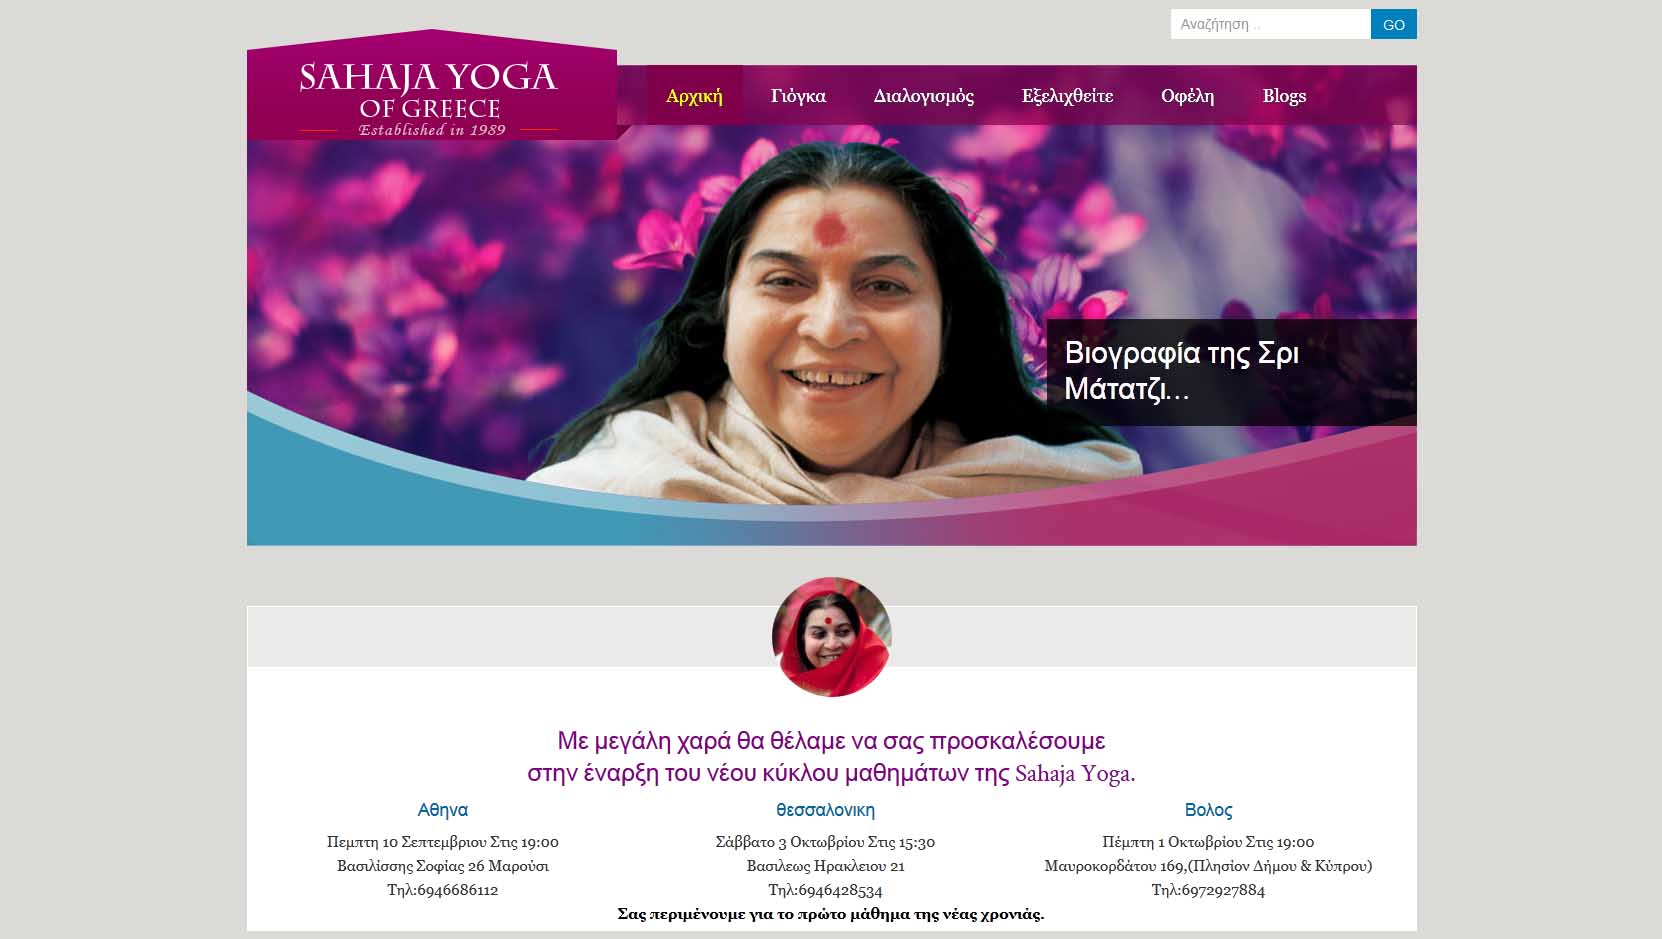 Αναζήτηση ..
GO
SAHAJA YOGA
OF GREECE
Established in 1989
Αρχική
Γιόγκα
Διαλογισμός
Εξελιχθείτε
Οφέλη
Blogs
Βιογραφία της Σρι
Μάτατζι...
Με μεγάλη χαρά θα θέλαμε να σας προσκαλέσουμε
στην έναρξη του νέου κύκλου μαθημάτων της Sahaja Yoga.
Αθηνα
Πεμπτη 10 Σεπτεμβριου Στις 19:00
Βασιλίσσης Σοφίας 26 Μαρούσι
Τηλ:6946686112
θεσσαλονικη
Σάββατο 3 Οκτωβρίου Στις 15:30
Βασιλεως Ηρακλειου 21
Τηλ:6946428534
Βολος
Πέμπτη 1 Οκτωβρίου Στις 19:00
Μαυροκορδάτου 169,(Πλησίον Δήμου & Κύπρου)
Τηλ:6972927884
Σας περιμένουμε για το πρώτο μάθημα της νέας χρονιάς.